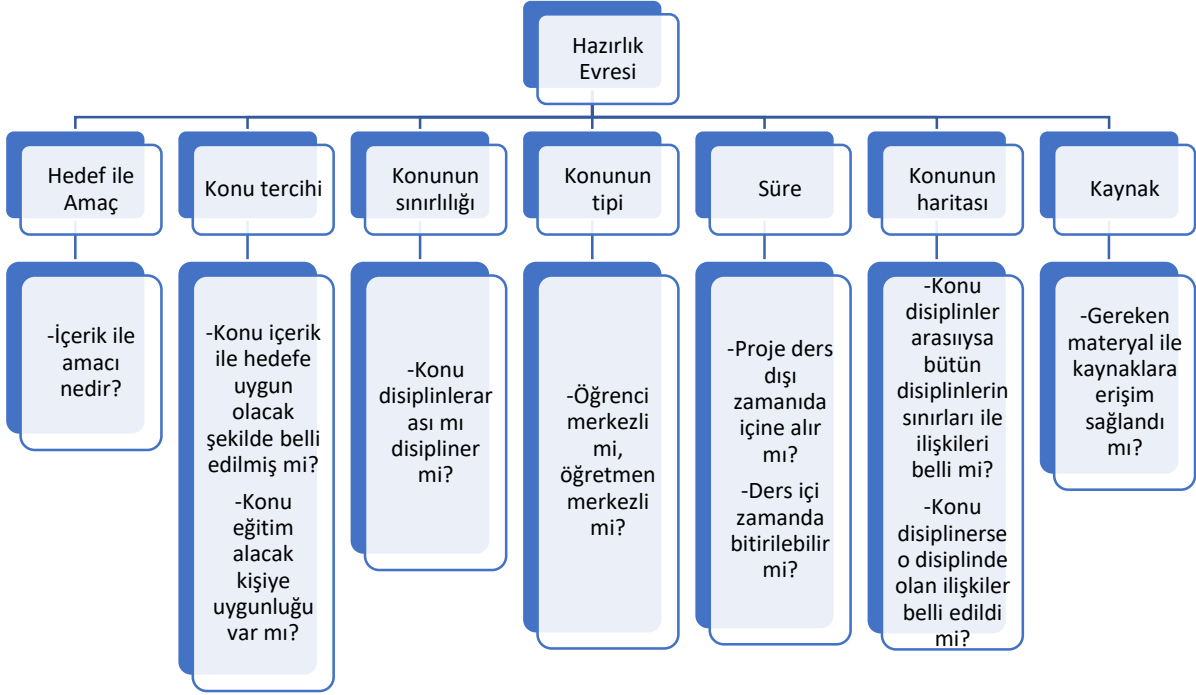 Hazırlık
Evresi
Hedef ile
Amaç
Konu tercihi
Konunun
sınırlılığı
Konunun
tipi
Süre
Konunun
haritası
Kaynak
-İçerik ile
amacı
nedir?
-Konu içerik
ile hedefe
uygun
olacak
şekilde belli
edilmiş mi?
-Konu
eğitim
alacak
kişiye
uygunluğu
var mı?
-Konu
disiplinlerar
ası mı
disipliner
mi?
-Öğrenci
merkezli
mi,
öğretmen
merkezli
mi?
-Proje ders
dışı
zamanıda
içine alır
mı?
-Ders içi
zamanda
bitirilebilir
mi?
-Konu
disiplinler
arasııysa
bütün
disiplinlerin
sınırları ile
ilişkileri
belli mi?
-Konu
disiplinerse
o disiplinde
olan ilişkiler
belli edildi
mi?
-Gereken
materyal ile
kaynaklara
erişim
sağlandı
mı?